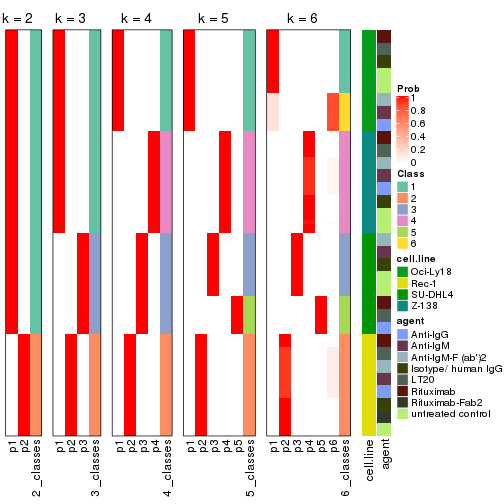 k = 2
k = 3
k = 4
k = 5
k = 6
Prob
1
0.8
0.6
0.4
0.2
0
Class
1
2
3
4
5
6
cell.line
Oci-Ly18
Rec-1
SU-DHL4
Z-138
agent
Anti-IgG
Anti-IgM
Anti-IgM-F (ab')2
Isotype/ human IgG
LT20
Rituximab
Rituximab-Fab2
untreated control
p1
p2
2_classes
p1
p2
p3
3_classes
p1
p2
p3
p4
4_classes
p1
p2
p3
p4
p5
5_classes
p1
p2
p3
p4
p5
p6
6_classes
cell.line
agent